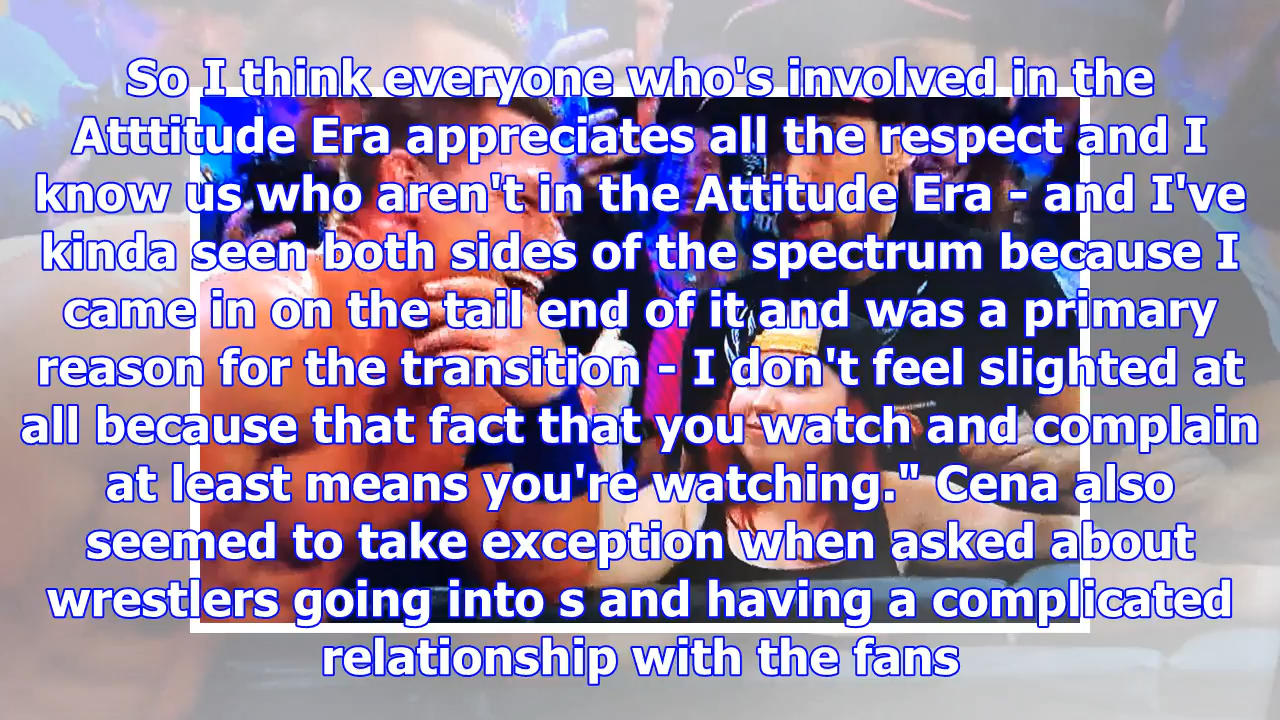 So I think everyone who's involved in the
Atttitude Era appreciates all the respect and I
know us who aren't in the Attitude Era - and I've
kinda seen both sides of the spectrum because I
came in on the tail end of it and was a primary
reason for the transition - I don't feel slighted at
all because that fact that you watch and complain
at least means you're watching." Cena also
seemed to take exception when asked about
wrestlers going into s and having a complicated
relationship with the fans